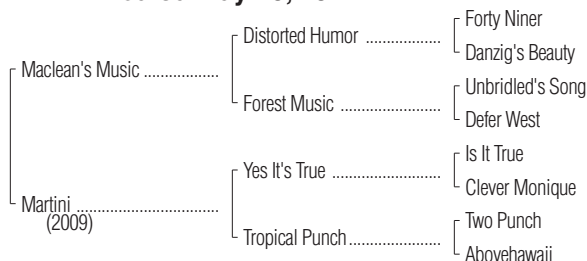 Forty Niner
Distorted Humor
Danzig's Beauty
Maclean's Music
Unbridled's Song
Forest Music
Defer West
Is It True
Yes It's True
Clever Monique
Martini
(2009)
Two Punch
Tropical Punch
Abovehawaii